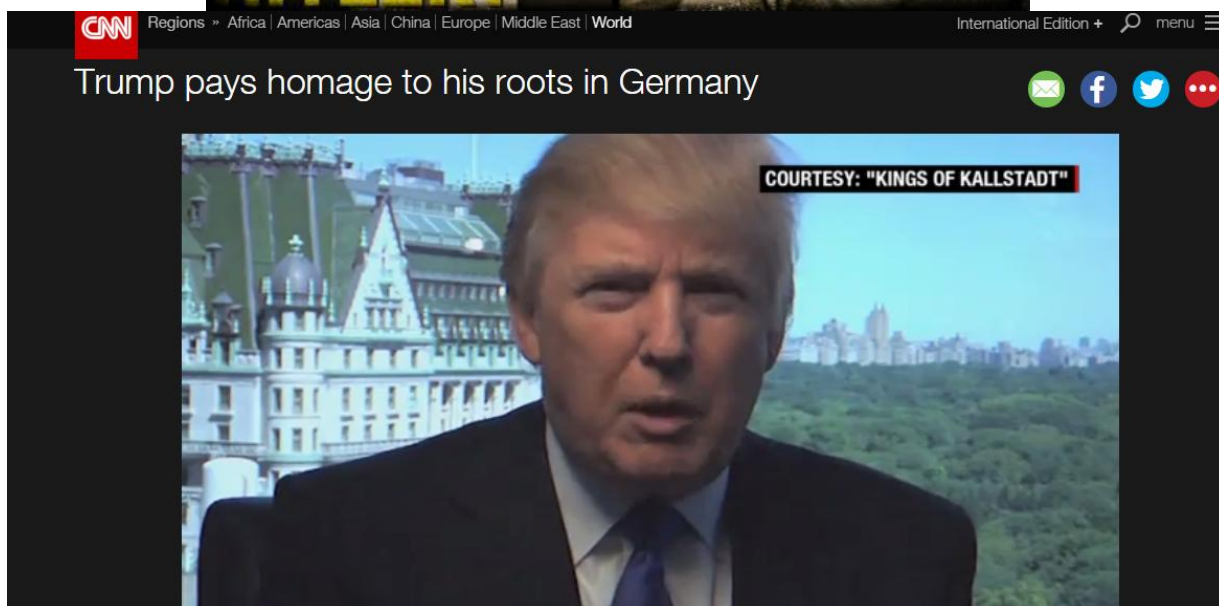 CNN Regions » Africa | Americas | Asia | China | Europe | Middle East | World International Edition + menu
Trump pays homage to his roots in Germany
COURTESY: "KINGS OF KALLSTADT"